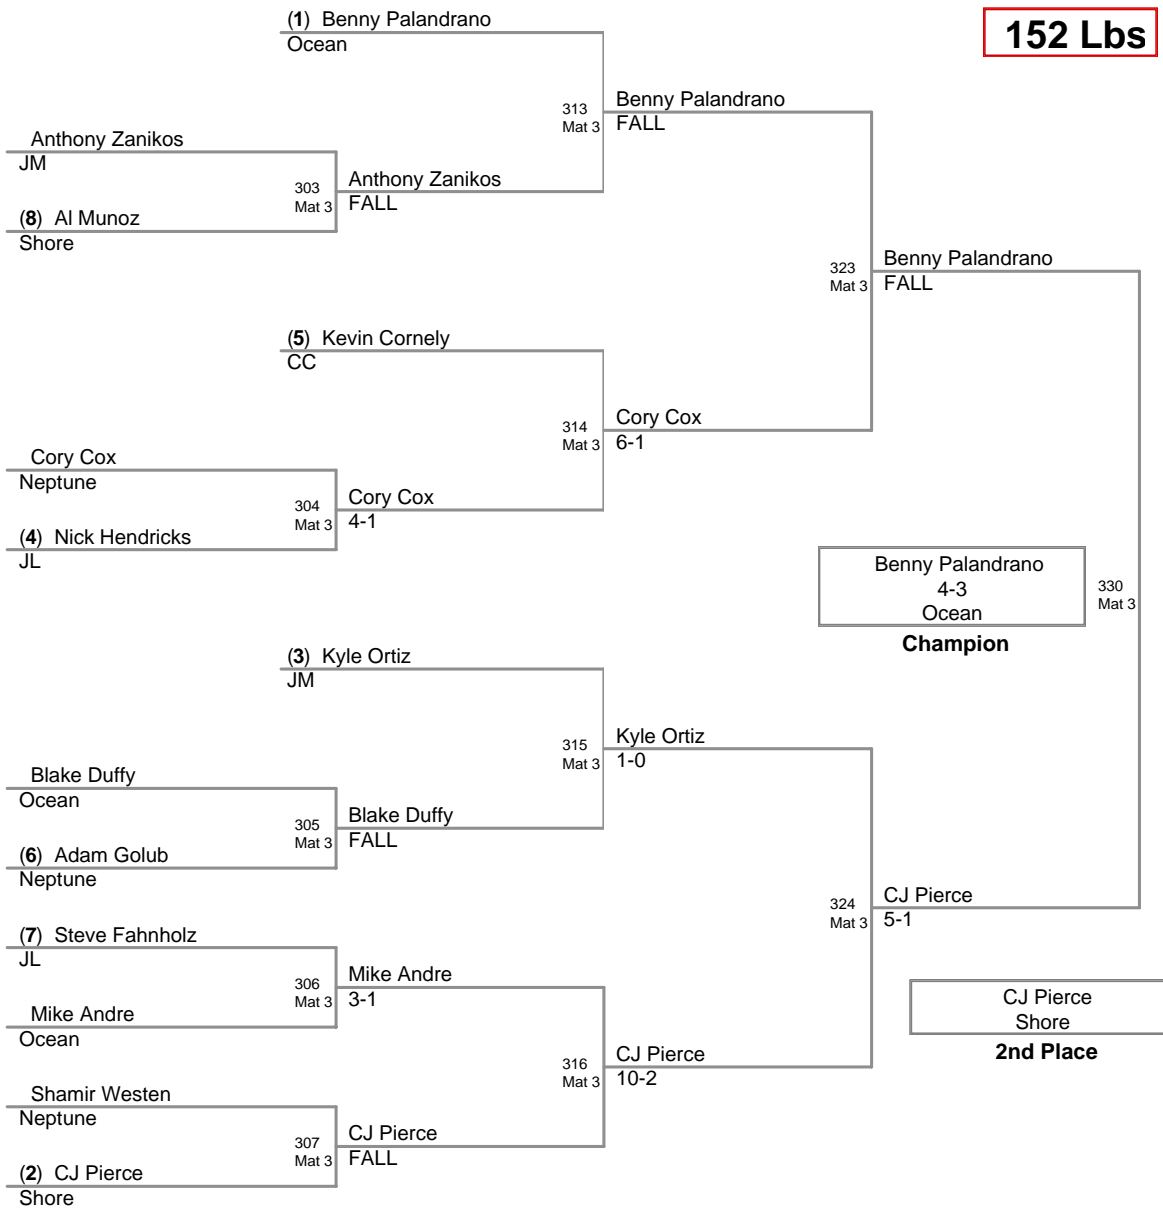 152 Lbs
(1) Benny Palandrano
Ocean
313
Mat 3
Benny Palandrano
FALL
Anthony Zanikos
JM
303
Mat 3
Anthony Zanikos
FALL
(8) Al Munoz
Shore
323
Mat 3
Benny Palandrano
FALL
(5) Kevin Cornely
CC
314
Mat 3
Cory Cox
6-1
Cory Cox
Neptune
304
Mat 3
Cory Cox
4-1
(4) Nick Hendricks
JL
Benny Palandrano
4-3
Ocean
Champion
330
Mat 3
(3) Kyle Ortiz
JM
315
Mat 3
Kyle Ortiz
1-0
Blake Duffy
Ocean
305
Mat 3
Blake Duffy
FALL
(6) Adam Golub
Neptune
324
Mat 3
CJ Pierce
5-1
(7) Steve Fahnholz
JL
306
Mat 3
Mike Andre
3-1
Mike Andre
Ocean
CJ Pierce
Shore
2nd Place
316
Mat 3
CJ Pierce
10-2
Shamir Westen
Neptune
307
Mat 3
CJ Pierce
FALL
(2) CJ Pierce
Shore